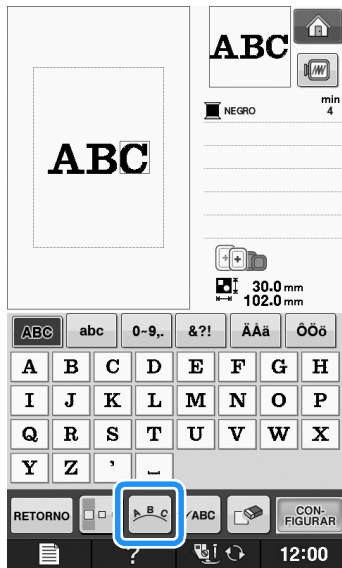 ABC
NEGRO
min
4
ABC
30.0 mm
102.0 mm
ABC abc 0~9,. &?! ÄÅä ÔÖö
A B C D E F G H
I J K L M N O P
Q R S T U V W X
Y Z ' ⎵
RETORNO A B C ABC CON-
FIGURAR
? 12:00